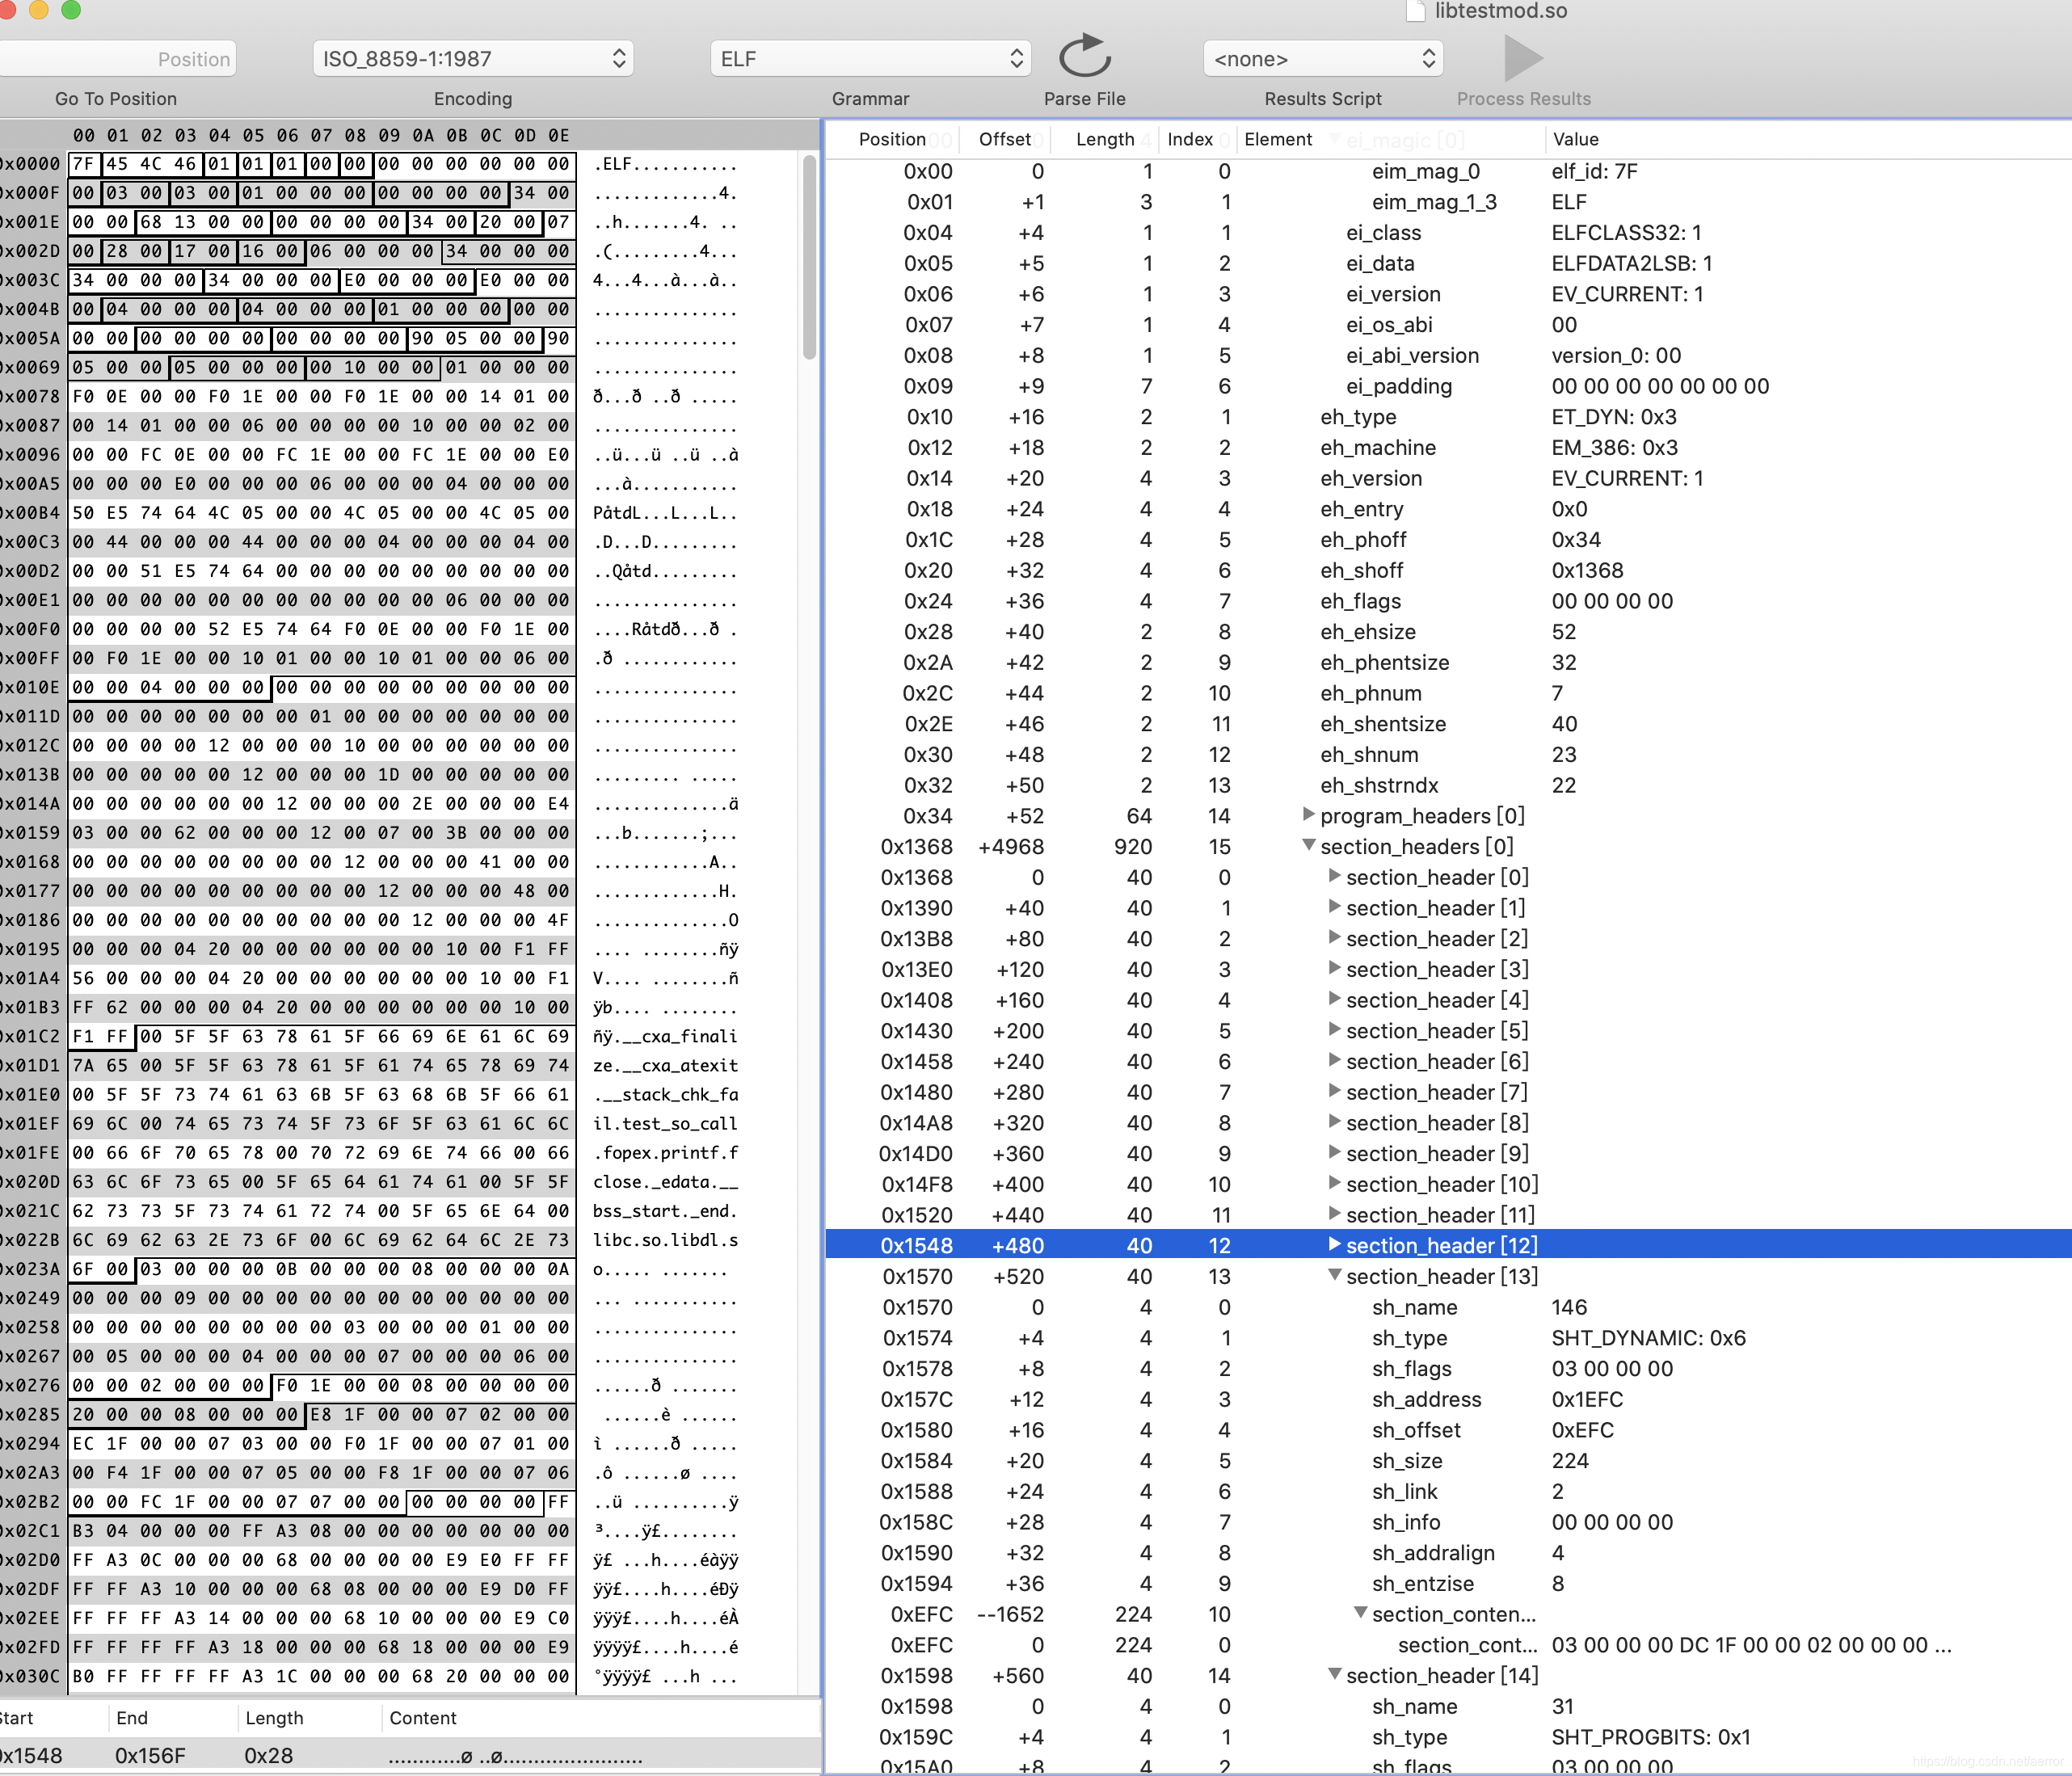 libtestmod.so
Position ISO_8859-1:1987 ELF <none>
Go To Position Encoding Grammar Parse File Results Script Process Results
00 01 02 03 04 05 06 07 08 09 0A 0B 0C 0D 0E
0x0000 7F 45 4C 46 01 01 01 00 00 00 00 00 00 00 00 .ELF...........
0x000F 00 03 00 03 00 01 00 00 00 00 00 00 00 34 00 .............4.
0x001E 00 00 68 13 00 00 00 00 00 00 34 00 20 00 07 ..h.......4. ..
0x002D 00 28 00 17 00 16 00 06 00 00 00 34 00 00 00 .(.........4...
0x003C 34 00 00 00 34 00 00 00 E0 00 00 00 E0 00 00 4...4...à...à..
0x004B 00 04 00 00 00 04 00 00 00 01 00 00 00 00 00 ...............
0x005A 00 00 00 00 00 00 00 00 00 00 90 05 00 00 90 ...............
0x0069 05 00 00 05 00 00 00 00 10 00 00 01 00 00 00 ...............
0x0078 F0 0E 00 00 F0 1E 00 00 F0 1E 00 00 14 01 00 ð...ð ..ð .....
0x0087 00 14 01 00 00 06 00 00 00 00 10 00 00 02 00 ...............
0x0096 00 00 FC 0E 00 00 FC 1E 00 00 FC 1E 00 00 E0 ..ü...ü ..ü ..à
0x00A5 00 00 00 E0 00 00 00 06 00 00 00 04 00 00 00 ...à...........
0x00B4 50 E5 74 64 4C 05 00 00 4C 05 00 00 4C 05 00 PåtdL...L...L..
0x00C3 00 44 00 00 00 44 00 00 00 04 00 00 00 04 00 .D...D.........
0x00D2 00 00 51 E5 74 64 00 00 00 00 00 00 00 00 00 ..Qåtd.........
0x00E1 00 00 00 00 00 00 00 00 00 00 00 06 00 00 00 ...............
0x00F0 00 00 00 00 52 E5 74 64 F0 0E 00 00 F0 1E 00 ....Råtdð...ð .
0x00FF 00 F0 1E 00 00 10 01 00 00 10 01 00 00 06 00 .ð ............
0x010E 00 00 04 00 00 00 00 00 00 00 00 00 00 00 00 ...............
0x011D 00 00 00 00 00 00 00 01 00 00 00 00 00 00 00 ...............
0x012C 00 00 00 00 12 00 00 00 10 00 00 00 00 00 00 ...............
0x013B 00 00 00 00 00 12 00 00 00 1D 00 00 00 00 00 ......... .....
0x014A 00 00 00 00 00 00 12 00 00 00 2E 00 00 00 E4 ..............ä
0x0159 03 00 00 62 00 00 00 12 00 07 00 3B 00 00 00 ...b.......;...
0x0168 00 00 00 00 00 00 00 00 12 00 00 00 41 00 00 ............A..
0x0177 00 00 00 00 00 00 00 00 00 12 00 00 00 48 00 .............H.
0x0186 00 00 00 00 00 00 00 00 00 00 12 00 00 00 4F ..............O
0x0195 00 00 00 04 20 00 00 00 00 00 00 10 00 F1 FF .... ........ñÿ
0x01A4 56 00 00 00 04 20 00 00 00 00 00 00 10 00 F1 V.... ........ñ
0x01B3 FF 62 00 00 00 04 20 00 00 00 00 00 00 10 00 ÿb.... ........
0x01C2 F1 FF 00 5F 5F 63 78 61 5F 66 69 6E 61 6C 69 ñÿ.__cxa_finali
0x01D1 7A 65 00 5F 5F 63 78 61 5F 61 74 65 78 69 74 ze.__cxa_atexit
0x01E0 00 5F 5F 73 74 61 63 6B 5F 63 68 6B 5F 66 61 .__stack_chk_fa
0x01EF 69 6C 00 74 65 73 74 5F 73 6F 5F 63 61 6C 6C il.test_so_call
0x01FE 00 66 6F 70 65 78 00 70 72 69 6E 74 66 00 66 .fopex.printf.f
0x020D 63 6C 6F 73 65 00 5F 65 64 61 74 61 00 5F 5F close._edata.__
0x021C 62 73 73 5F 73 74 61 72 74 00 5F 65 6E 64 00 bss_start._end.
0x022B 6C 69 62 63 2E 73 6F 00 6C 69 62 64 6C 2E 73 libc.so.libdl.s
0x023A 6F 00 03 00 00 00 0B 00 00 00 08 00 00 00 0A o..... .......
0x0249 00 00 00 09 00 00 00 00 00 00 00 00 00 00 00 ... ...........
0x0258 00 00 00 00 00 00 00 00 03 00 00 00 01 00 00 ...............
0x0267 00 05 00 00 00 04 00 00 00 07 00 00 00 06 00 ...............
0x0276 00 00 02 00 00 00 F0 1E 00 00 08 00 00 00 00 ......ð .......
0x0285 20 00 00 08 00 00 00 E8 1F 00 00 07 02 00 00 ......è ......
0x0294 EC 1F 00 00 07 03 00 00 F0 1F 00 00 07 01 00 ì ......ð .....
0x02A3 00 F4 1F 00 00 07 05 00 00 F8 1F 00 00 07 06 .ô ......ø ....
0x02B2 00 00 FC 1F 00 00 07 07 00 00 00 00 00 00 FF ..ü ..........ÿ
0x02C1 B3 04 00 00 00 FF A3 08 00 00 00 00 00 00 00 ³....ÿ£........
0x02D0 FF A3 0C 00 00 00 68 00 00 00 00 E9 E0 FF FF ÿ£ ...h....éàÿÿ
0x02DF FF FF A3 10 00 00 00 68 08 00 00 00 E9 D0 FF ÿÿ£....h....éÐÿ
0x02EE FF FF FF A3 14 00 00 00 68 10 00 00 00 E9 C0 ÿÿÿ£....h....éÀ
0x02FD FF FF FF FF A3 18 00 00 00 68 18 00 00 00 E9 ÿÿÿÿ£....h....é
0x030C B0 FF FF FF FF A3 1C 00 00 00 68 20 00 00 00 °ÿÿÿÿ£ ...h ...
Start End Length Content
0x1548 0x156F 0x28 ............ø ..ø.......................
Position Offset Length Index Element ei_magic [0] Value
0x00 0 1 0 eim_mag_0 elf_id: 7F
0x01 +1 3 1 eim_mag_1_3 ELF
0x04 +4 1 1 ei_class ELFCLASS32: 1
0x05 +5 1 2 ei_data ELFDATA2LSB: 1
0x06 +6 1 3 ei_version EV_CURRENT: 1
0x07 +7 1 4 ei_os_abi 00
0x08 +8 1 5 ei_abi_version version_0: 00
0x09 +9 7 6 ei_padding 00 00 00 00 00 00 00
0x10 +16 2 1 eh_type ET_DYN: 0x3
0x12 +18 2 2 eh_machine EM_386: 0x3
0x14 +20 4 3 eh_version EV_CURRENT: 1
0x18 +24 4 4 eh_entry 0x0
0x1C +28 4 5 eh_phoff 0x34
0x20 +32 4 6 eh_shoff 0x1368
0x24 +36 4 7 eh_flags 00 00 00 00
0x28 +40 2 8 eh_ehsize 52
0x2A +42 2 9 eh_phentsize 32
0x2C +44 2 10 eh_phnum 7
0x2E +46 2 11 eh_shentsize 40
0x30 +48 2 12 eh_shnum 23
0x32 +50 2 13 eh_shstrndx 22
0x34 +52 64 14 program_headers [0]
0x1368 +4968 920 15 section_headers [0]
0x1368 0 40 0 section_header [0]
0x1390 +40 40 1 section_header [1]
0x13B8 +80 40 2 section_header [2]
0x13E0 +120 40 3 section_header [3]
0x1408 +160 40 4 section_header [4]
0x1430 +200 40 5 section_header [5]
0x1458 +240 40 6 section_header [6]
0x1480 +280 40 7 section_header [7]
0x14A8 +320 40 8 section_header [8]
0x14D0 +360 40 9 section_header [9]
0x14F8 +400 40 10 section_header [10]
0x1520 +440 40 11 section_header [11]
0x1548 +480 40 12 section_header [12]
0x1570 +520 40 13 section_header [13]
0x1570 0 4 0 sh_name 146
0x1574 +4 4 1 sh_type SHT_DYNAMIC: 0x6
0x1578 +8 4 2 sh_flags 03 00 00 00
0x157C +12 4 3 sh_address 0x1EFC
0x1580 +16 4 4 sh_offset 0xEFC
0x1584 +20 4 5 sh_size 224
0x1588 +24 4 6 sh_link 2
0x158C +28 4 7 sh_info 00 00 00 00
0x1590 +32 4 8 sh_addralign 4
0x1594 +36 4 9 sh_entzise 8
0xEFC --1652 224 10 section_conten...
0xEFC 0 224 0 section_cont... 03 00 00 00 DC 1F 00 00 02 00 00 00 ...
0x1598 +560 40 14 section_header [14]
0x1598 0 4 0 sh_name 31
0x159C +4 4 1 sh_type SHT_PROGBITS: 0x1
0x15A0 +8 4 2 sh_flags 03 00 00 00
https://blog.csdn.net/aerror